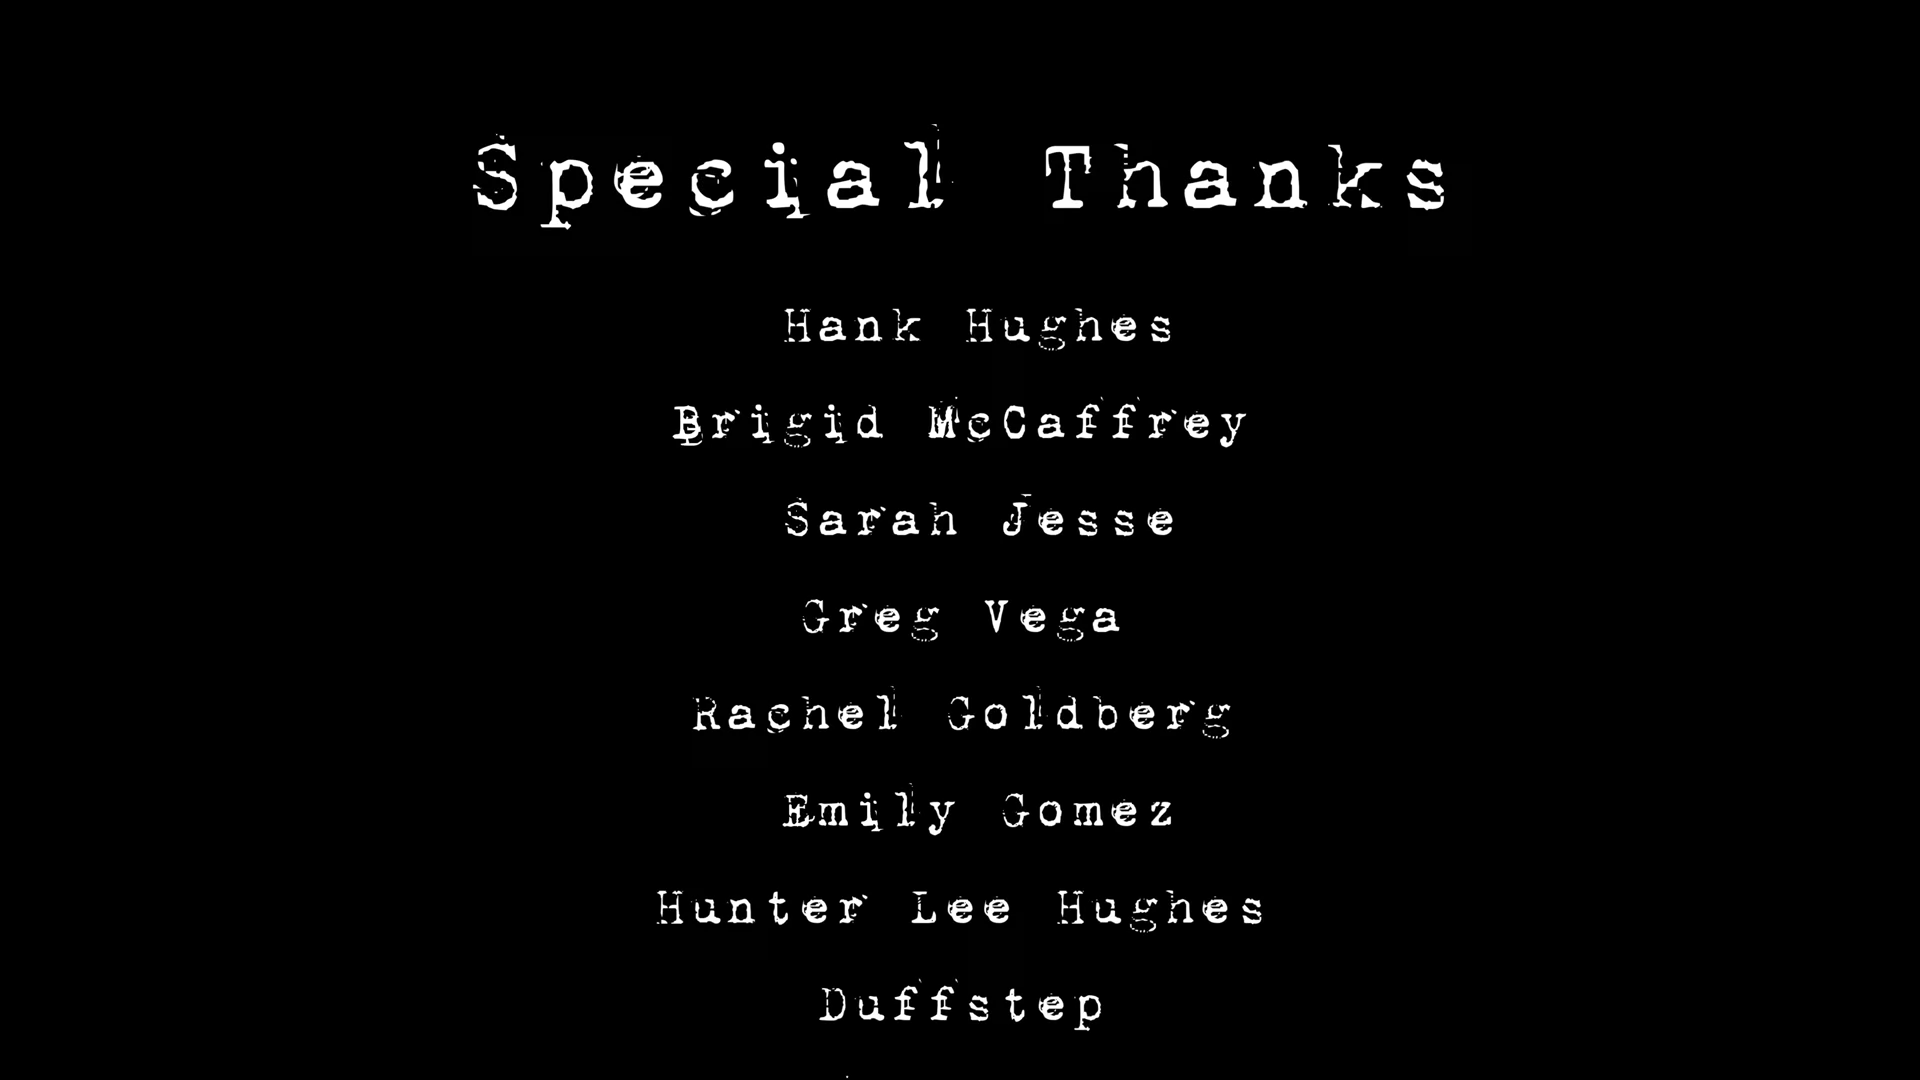 Special Thanks
Hank Hughes
Brigid McCaffrey
Sarah Jesse
Greg Vega
Rachel Goldberg
Emily Gomez
Hunter Lee Hughes
Duffstep